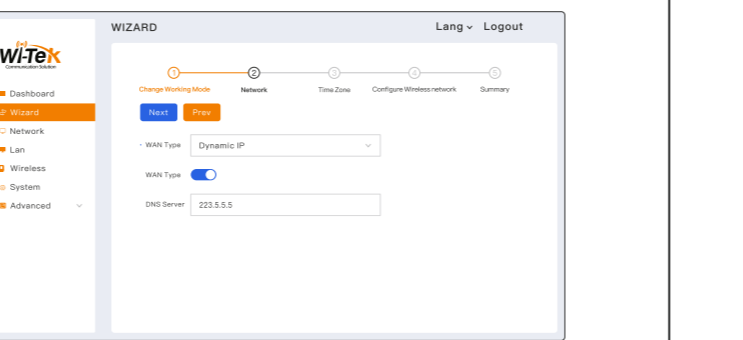 WIZARD
Lang Logout
Wi-Tek
Communication Solution
1 2 3 4 5
Change Working Mode Network Time Zone Configure Wireless network Summary
Next Prev
Dashboard
Wizard
Network
Lan
Wireless
System
Advanced
· WAN Type Dynamic IP
WAN Type
DNS Server 223.5.5.5